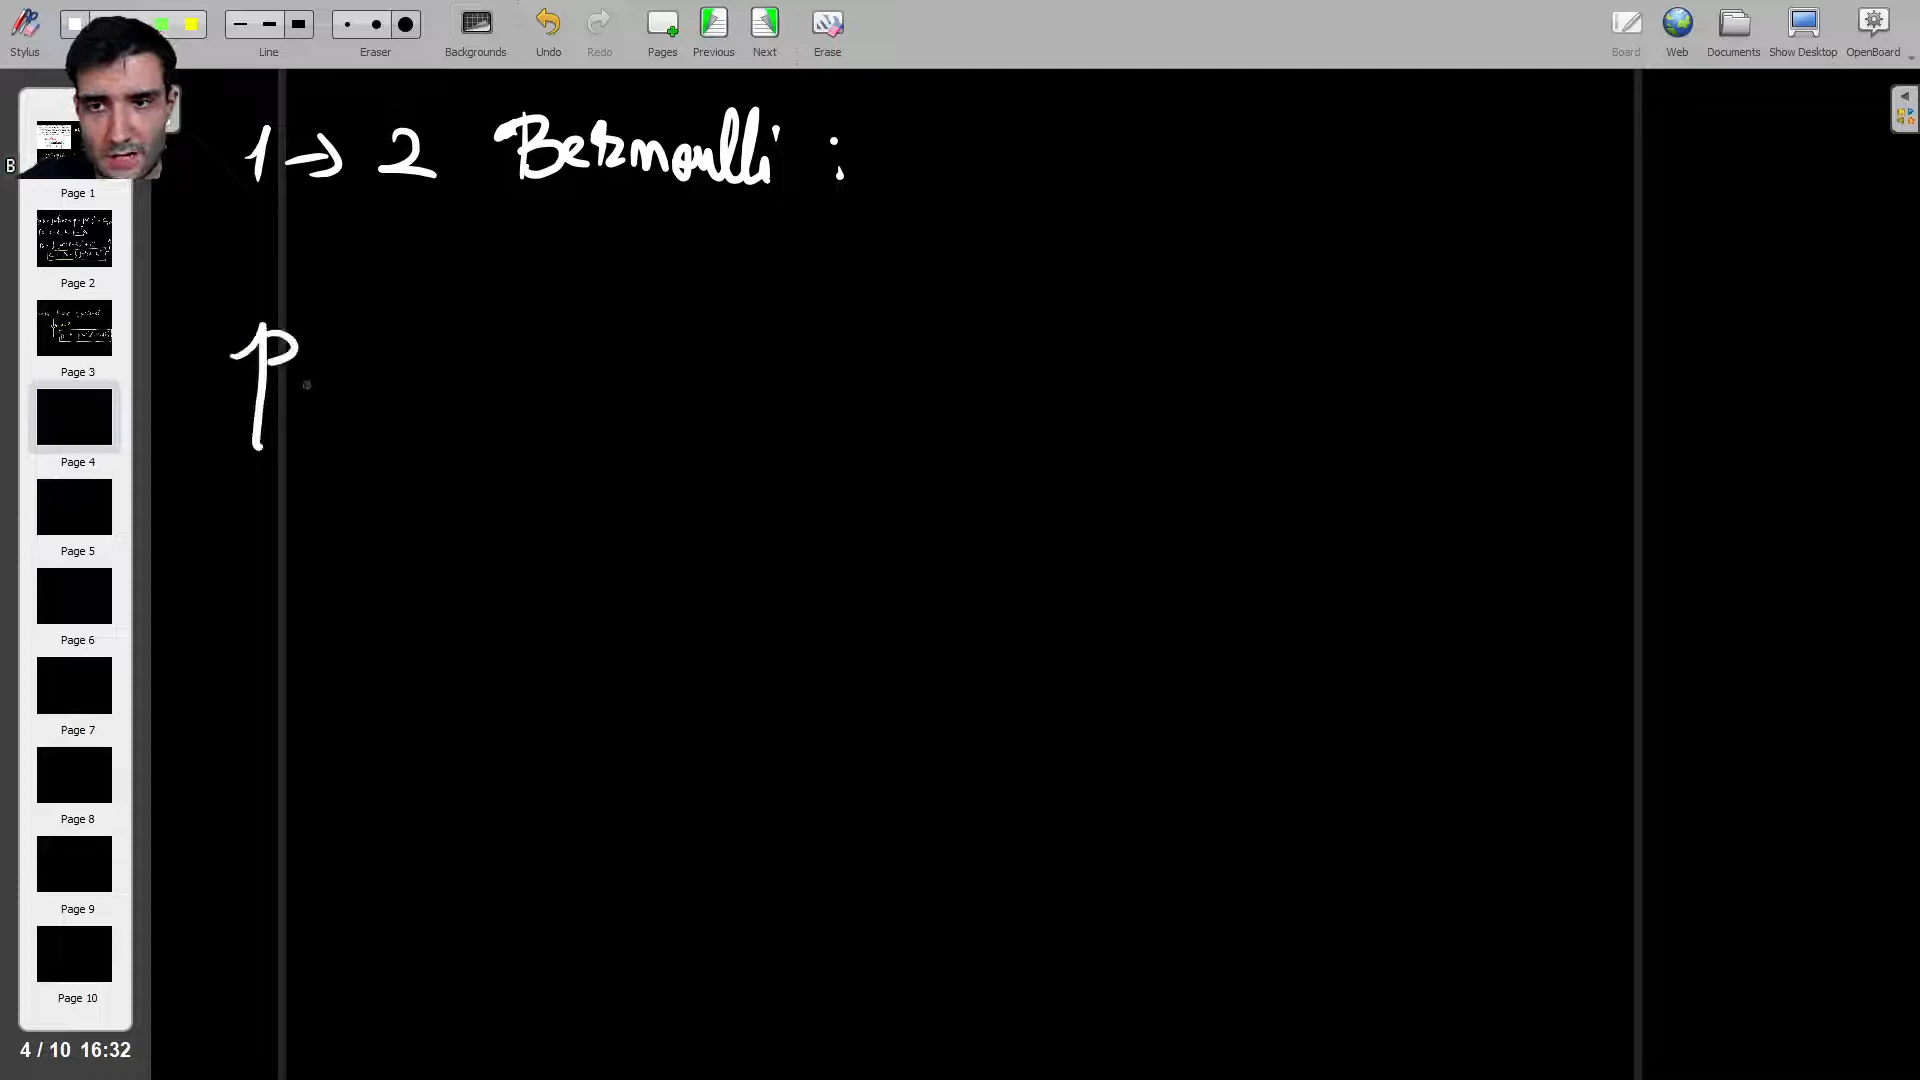 Stylus
Line
Eraser
Backgrounds
Undo
Redo
Pages
Previous
Next
Erase
Board
Web
Documents
Show Desktop
OpenBoard
B
1 → 2 Bernoulli :
p
Page 1
Page 2
Page 3
Page 4
Page 5
Page 6
Page 7
Page 8
Page 9
Page 10
4 / 10 16:32